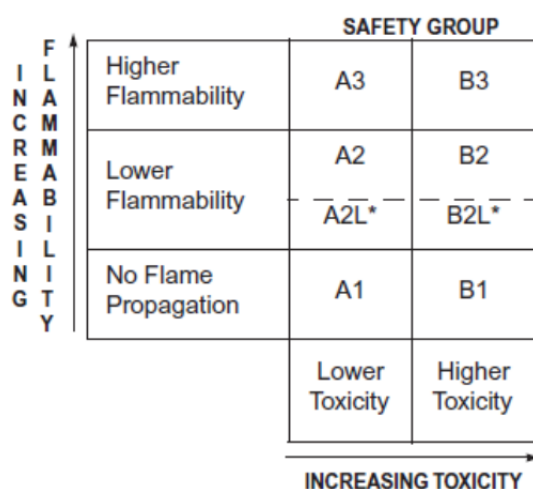 SAFETY GROUP
INCREASING
FLAMMABILITY
Higher
Flammability
A3
B3
Lower
Flammability
A2
B2
A2L*
B2L*
No Flame
Propagation
A1
B1
Lower
Toxicity
Higher
Toxicity
INCREASING TOXICITY